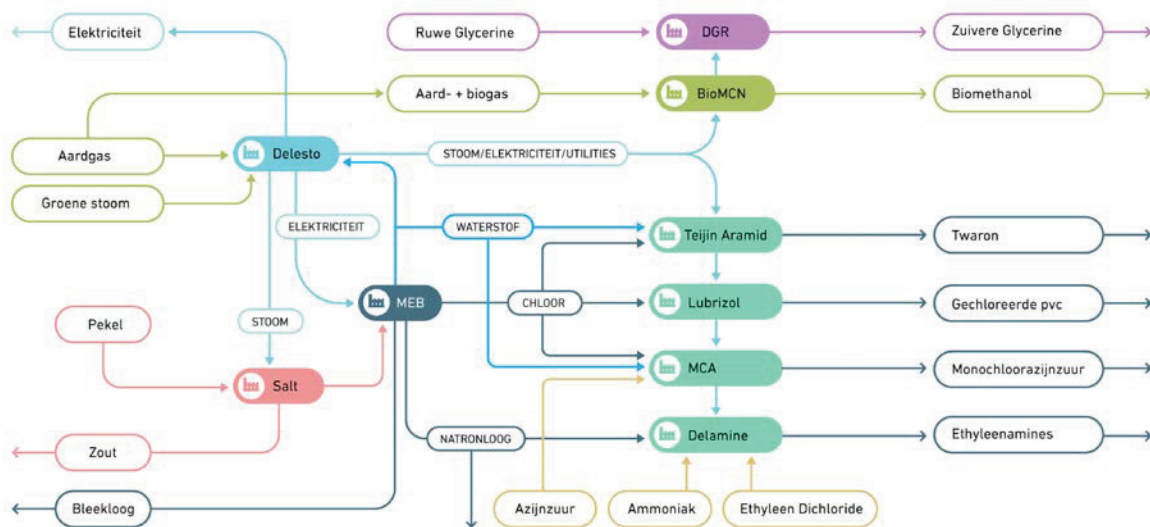 Elektriciteit
Ruwe Glycerine
DGR
Zuivere Glycerine
Aard- + biogas
BioMCN
Biomethanol
Aardgas
Delesto
STOOM/ELEKTRICITEIT/UTILITIES
Groene stoom
ELEKTRICITEIT
WATERSTOF
Teijin Aramid
Twaron
MEB
CHLOOR
Lubrizol
Gechloreerde pvc
Pekel
STOOM
Salt
MCA
Monochloorazijnzuur
Zout
NATRONLOOG
Delamine
Ethyleenamines
Bleekloog
Azijnzuur
Ammoniak
Ethyleen Dichloride